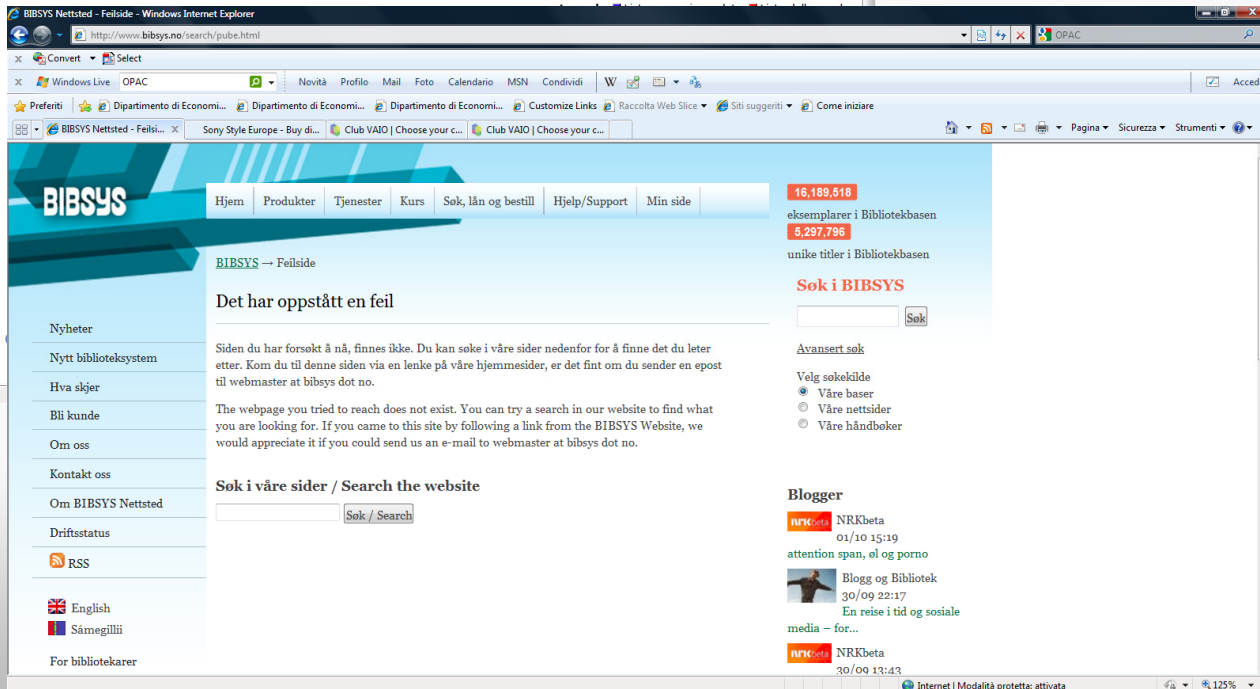 BIBSYS Nettsted - Feilside - Windows Internet Explorer
http://www.bibsys.no/search/pube.html
OPAC
x Convert Select
x Windows Live OPAC Novità Profilo Mail Foto Calendario MSN Condividi W Acced
Preferiti Dipartimento di Economi... Dipartimento di Economi... Dipartimento di Economi... Customize Links Raccolta Web Slice Siti suggeriti Come iniziare
BIBSYS Nettsted - Feilsi... x Sony Style Europe - Buy di... Club VAIO | Choose your c... Club VAIO | Choose your c... Pagina Sicurezza Strumenti
BIBSYS
Hjem Produkter Tjenester Kurs Søk, lån og bestill Hjelp/Support Min side
BIBSYS → Feilside
Det har oppstått en feil
Siden du har forsøkt å nå, finnes ikke. Du kan søke i våre sider nedenfor for å finne det du leter
etter. Kom du til denne siden via en lenke på våre hjemmesider, er det fint om du sender en epost
til webmaster at bibsys dot no.
The webpage you tried to reach does not exist. You can try a search in our website to find what
you are looking for. If you came to this site by following a link from the BIBSYS Website, we
would appreciate it if you could send us an e-mail to webmaster at bibsys dot no.
Søk i våre sider / Search the website
Søk / Search
Nyheter
Nytt biblioteksystem
Hva skjer
Bli kunde
Om oss
Kontakt oss
Om BIBSYS Nettsted
Driftsstatus
RSS
English
Sámegillii
For bibliotekarer
16,189,518
eksemplarer i Bibliotekbasen
5,297,796
unike titler i Bibliotekbasen
Søk i BIBSYS
Søk
Avansert søk
Velg søkekilde
Våre baser
Våre nettsider
Våre håndbøker
Blogger
NRKbeta NRKbeta
01/10 15:19
attention span, øl og porno
Blogg og Bibliotek
30/09 22:17
En reise i tid og sosiale
media – for...
NRKbeta NRKbeta
30/09 13:43
Internet | Modalità protetta: attivata 125%